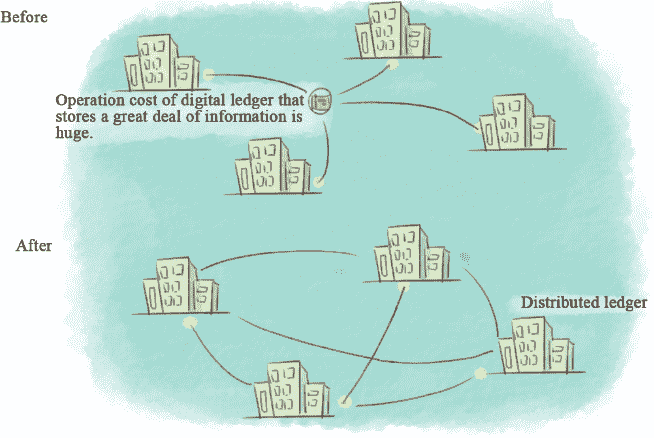 Before
Operation cost of digital ledger that
stores a great deal of information is
huge.
After
Distributed ledger